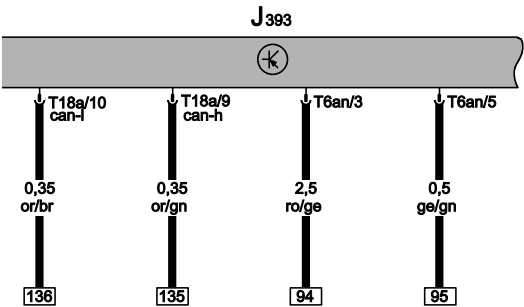 J393
T18a/10
can-l
T18a/9
can-h
T6an/3
T6an/5
0,35
or/br
0,35
or/gn
2,5
ro/ge
0,5
ge/gn
136
135
94
95